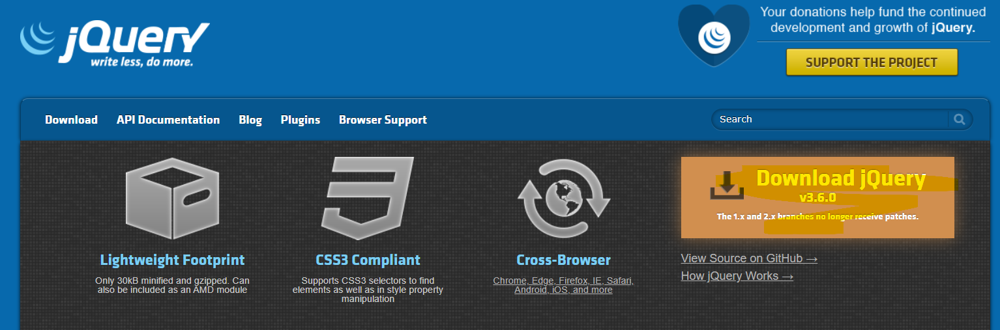 jQuery
write less, do more.
Your donations help fund the continued
development and growth of jQuery.
SUPPORT THE PROJECT
Download API Documentation Blog Plugins Browser Support Search
Download jQuery
v3.6.0
The 1.x and 2.x branches no longer receive patches.
Lightweight Footprint
Only 30kB minified and gzipped. Can
also be included as an AMD module
CSS3 Compliant
Supports CSS3 selectors to find
elements as well as in style property
manipulation
Cross-Browser
Chrome, Edge, Firefox, IE, Safari,
Android, iOS, and more
View Source on GitHub →
How jQuery Works →